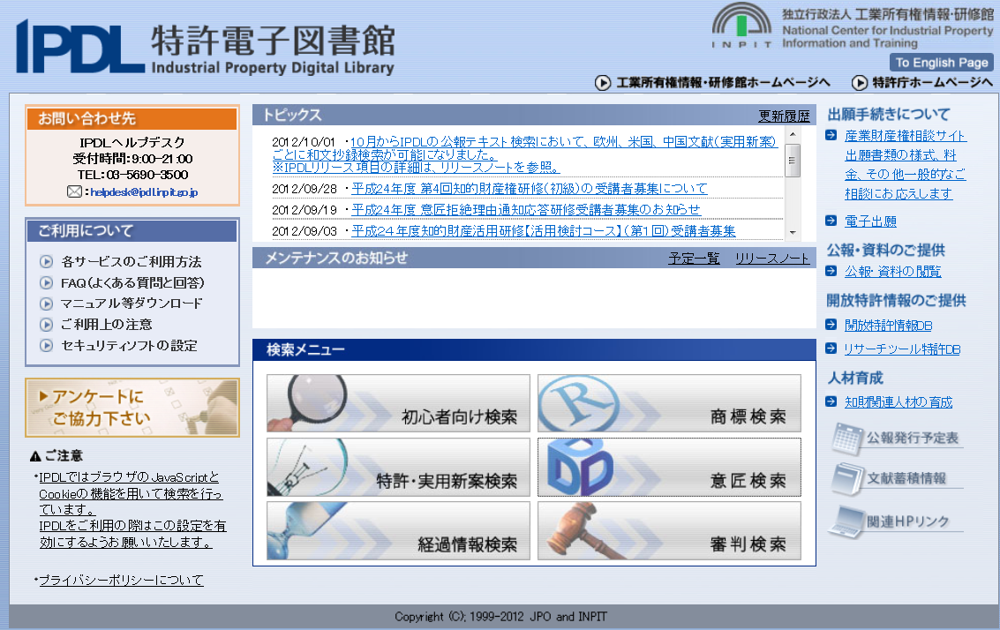 IPDL 特許電子図書館
Industrial Property Digital Library
独立行政法人 工業所有権情報・研修館
National Center for Industrial Property
Information and Training
INPIT
To English Page
工業所有権情報・研修館ホームページへ
特許庁ホームページへ
お問い合わせ先
IPDLヘルプデスク
受付時間:9:00-21:00
TEL:03-5690-3500
:helpdesk@ipdl.inpit.go.jp
ご利用について
各サービスのご利用方法
FAQ(よくある質問と回答)
マニュアル等ダウンロード
ご利用上の注意
セキュリティソフトの設定
アンケートに
ご協力下さい
ご注意
・IPDLではブラウザのJavaScriptと
Cookieの機能を用いて検索を行っ
ています。
IPDLをご利用の際はこの設定を有
効にするようお願いいたします。
・プライバシーポリシーについて
トピックス
更新履歴
2012/10/01 ・10月からIPDLの公報テキスト検索において、欧州、米国、中国文献(実用新案)
ごとに和文抄録検索が可能になりました。
※IPDLリリース項目の詳細は、リリースノートを参照。
2012/09/28 ・平成24年度 第4回知的財産権研修(初級)の受講者募集について
2012/09/19 ・平成24年度 意匠拒絶理由通知応答研修受講者募集のお知らせ
2012/09/03 ・平成24年度知的財産活用研修【活用検討コース】(第1回)受講者募集
メンテナンスのお知らせ
予定一覧
リリースノート
検索メニュー
初心者向け検索
商標検索
特許・実用新案検索
意匠検索
経過情報検索
審判検索
出願手続きについて
産業財産権相談サイト
出願書類の様式、料
金、その他一般的なご
相談にお応えします
電子出願
公報・資料のご提供
公報・資料の閲覧
開放特許情報のご提供
開放特許情報DB
リサーチツール特許DB
人材育成
知財関連人材の育成
公報発行予定表
文献蓄積情報
関連HPリンク
Copyright (C); 1999-2012 JPO and INPIT